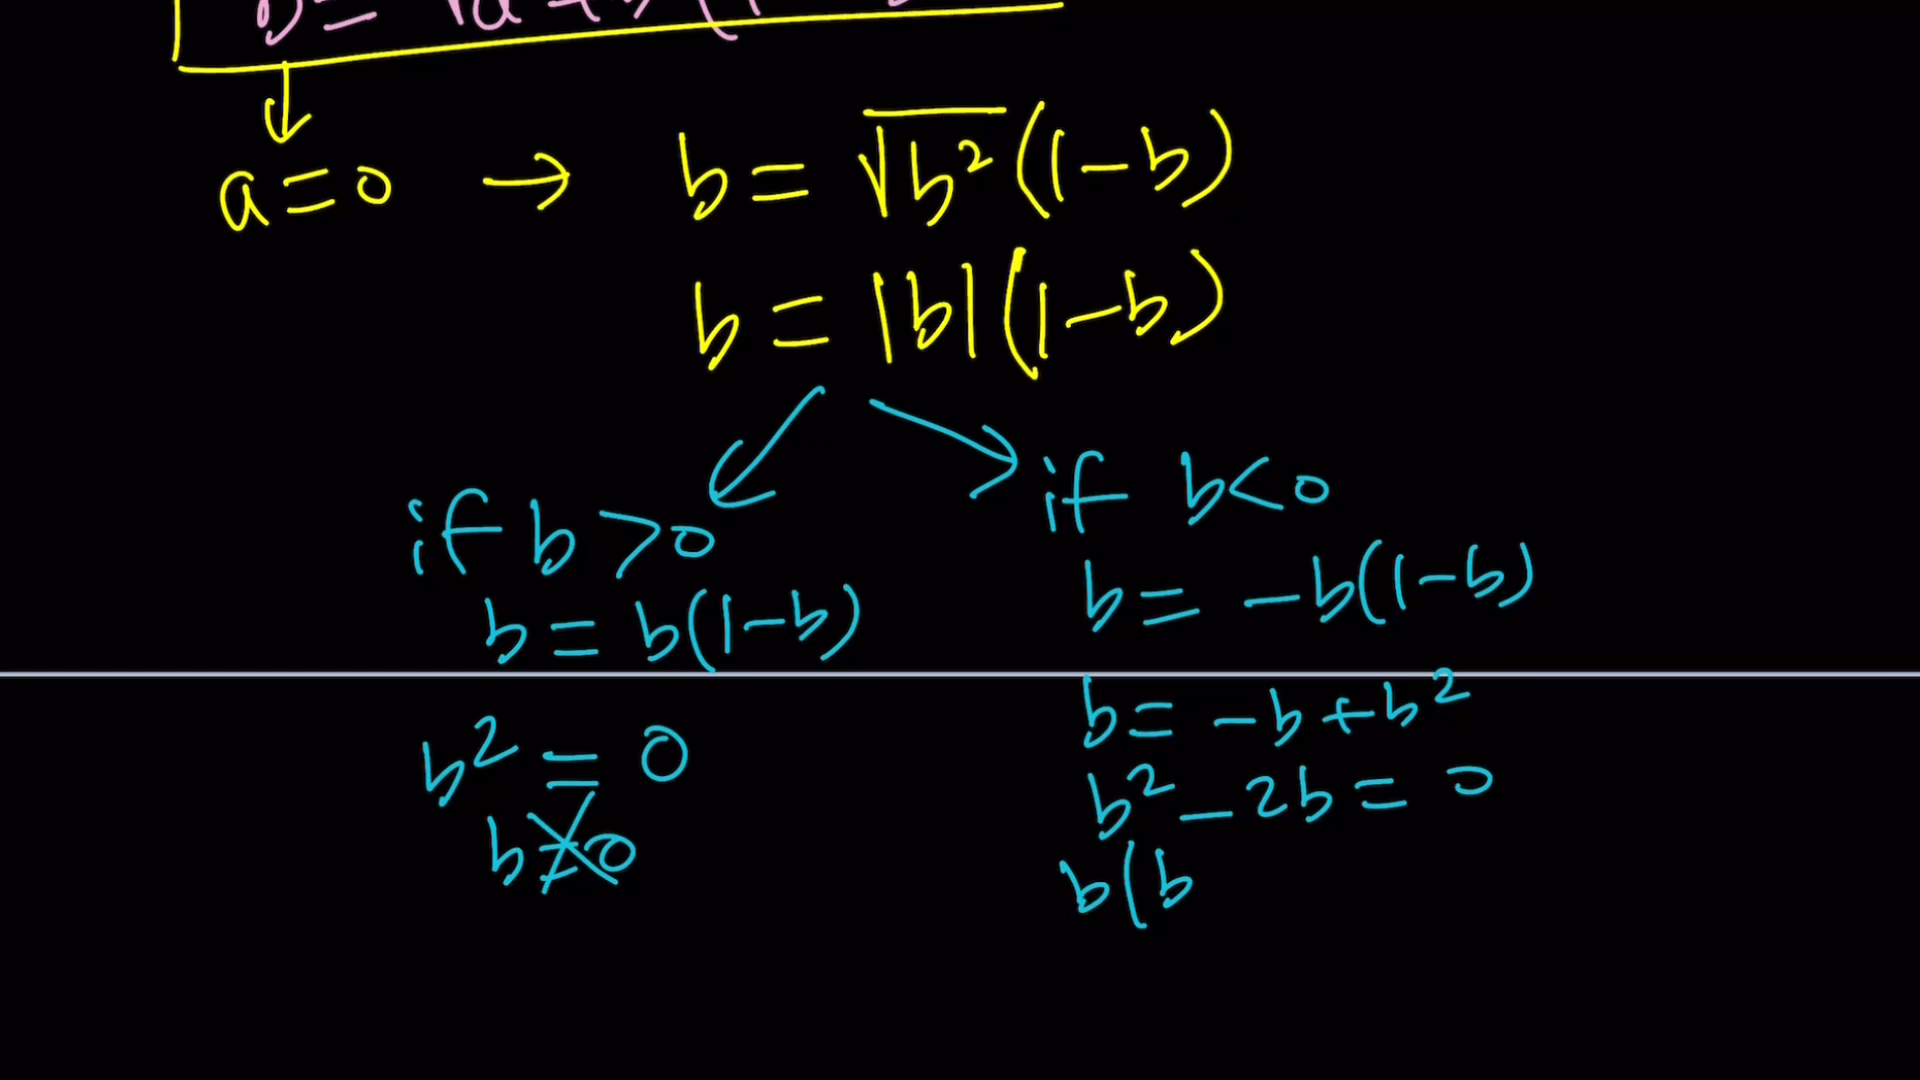 a = 0 → b = √b² (1-b)
b = |b| (1-b)
if b > 0
b = b(1-b)
b² = 0
b = 0
if b < 0
b = -b(1-b)
b = -b + b²
b² - 2b = 0
b(b